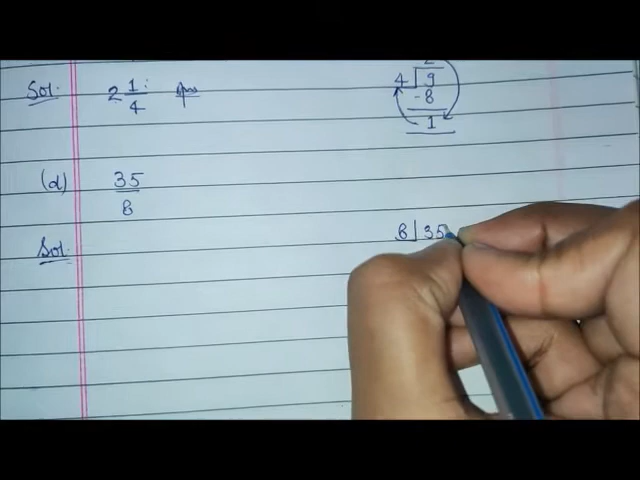 Sol. 2 1/4 Ans
2
4 | 9
- 8
1
(d) 35/8
Sol. 8 | 35